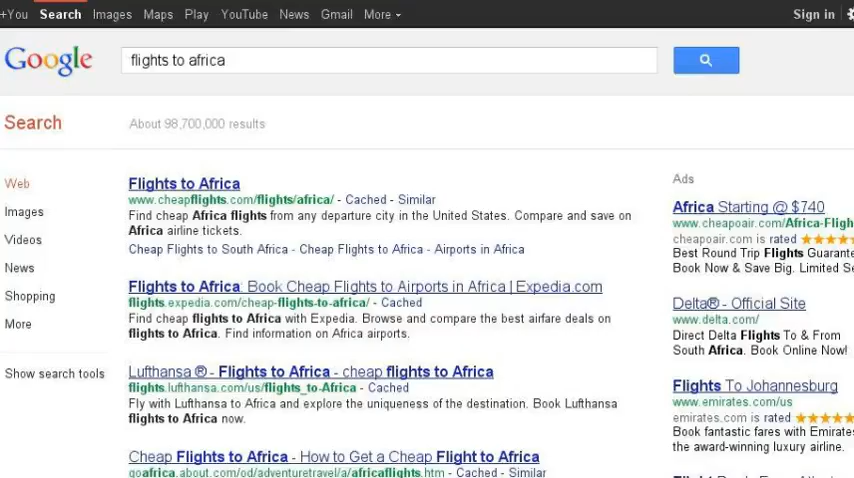 +You Search Images Maps Play YouTube News Gmail More Sign in
Google flights to africa
Search About 98,700,000 results
Web
Images
Videos
News
Shopping
More
Show search tools
Flights to Africa
www.cheapflights.com/flights/africa/ - Cached - Similar
Find cheap Africa flights from any departure city in the United States. Compare and save on
Africa airline tickets.
Cheap Flights to South Africa - Cheap Flights to Africa - Airports in Africa
Flights to Africa: Book Cheap Flights to Airports in Africa | Expedia.com
flights.expedia.com/cheap-flights-to-africa/ - Cached
Find cheap flights to Africa with Expedia. Browse and compare the best airfare deals on
flights to Africa. Find information on Africa airports.
Lufthansa ® - Flights to Africa - cheap flights to Africa
flights.lufthansa.com/us/flights_to-Africa - Cached
Fly with Lufthansa to Africa and explore the uniqueness of the destination. Book Lufthansa
flights to Africa now.
Cheap Flights to Africa - How to Get a Cheap Flight to Africa
goafrica.about.com/od/adventuretravel/a/africaflights.htm - Cached - Similar
Ads
Africa Starting @ $740
www.cheapoair.com/Africa-Fligh
cheapoair.com is rated
Best Round Trip Flights Guarante
Book Now & Save Big. Limited Se
Delta® - Official Site
www.delta.com/
Direct Delta Flights To & From
South Africa. Book Online Now!
Flights To Johannesburg
www.emirates.com/us
emirates.com is rated
Book fantastic fares with Emirates
the award-winning luxury airline.